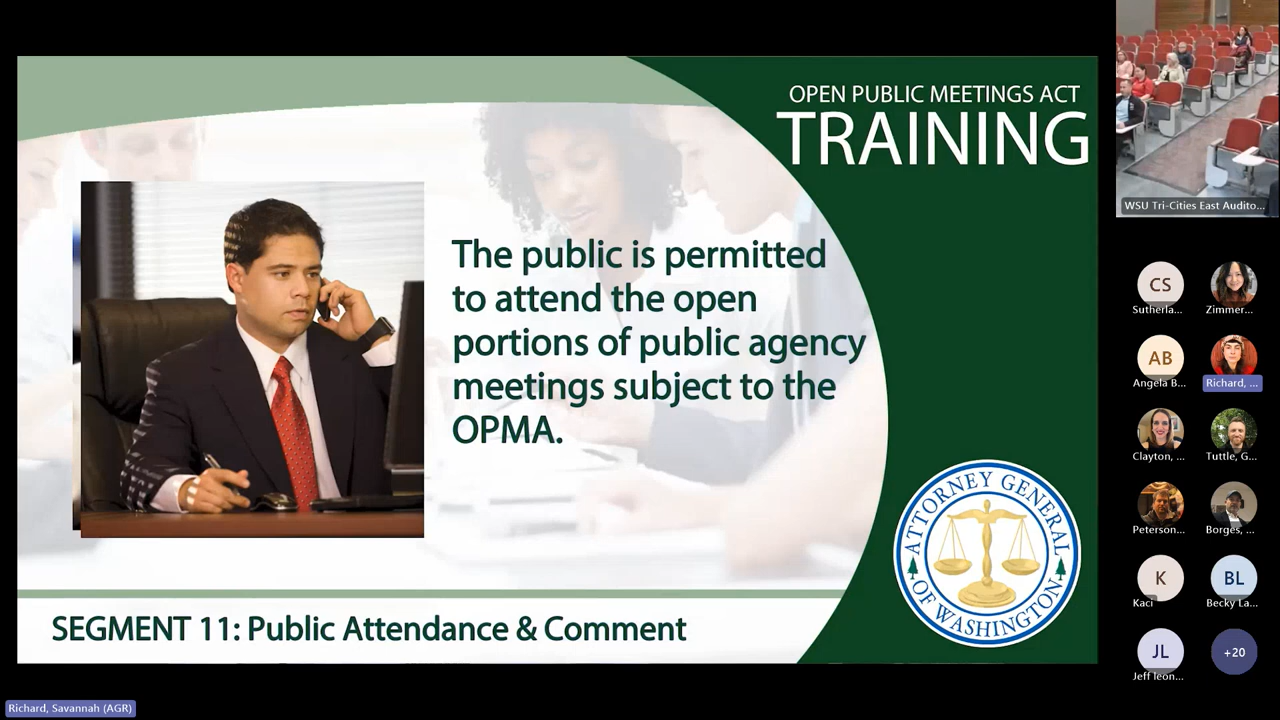 OPEN PUBLIC MEETINGS ACT
TRAINING
The public is permitted
to attend the open
portions of public agency
meetings subject to the
OPMA.
ATTORNEY GENERAL
OF WASHINGTON
SEGMENT 11: Public Attendance & Comment
WSU Tri-Cities East Audito...
CS
Sutherla...
Zimmer...
AB
Angela B...
Richard, ...
Clayton, ...
Tuttle, G...
Peterson...
Borges, ...
K
Kaci
BL
Becky La...
JL
Jeff leon...
+20
Richard, Savannah (AGR)